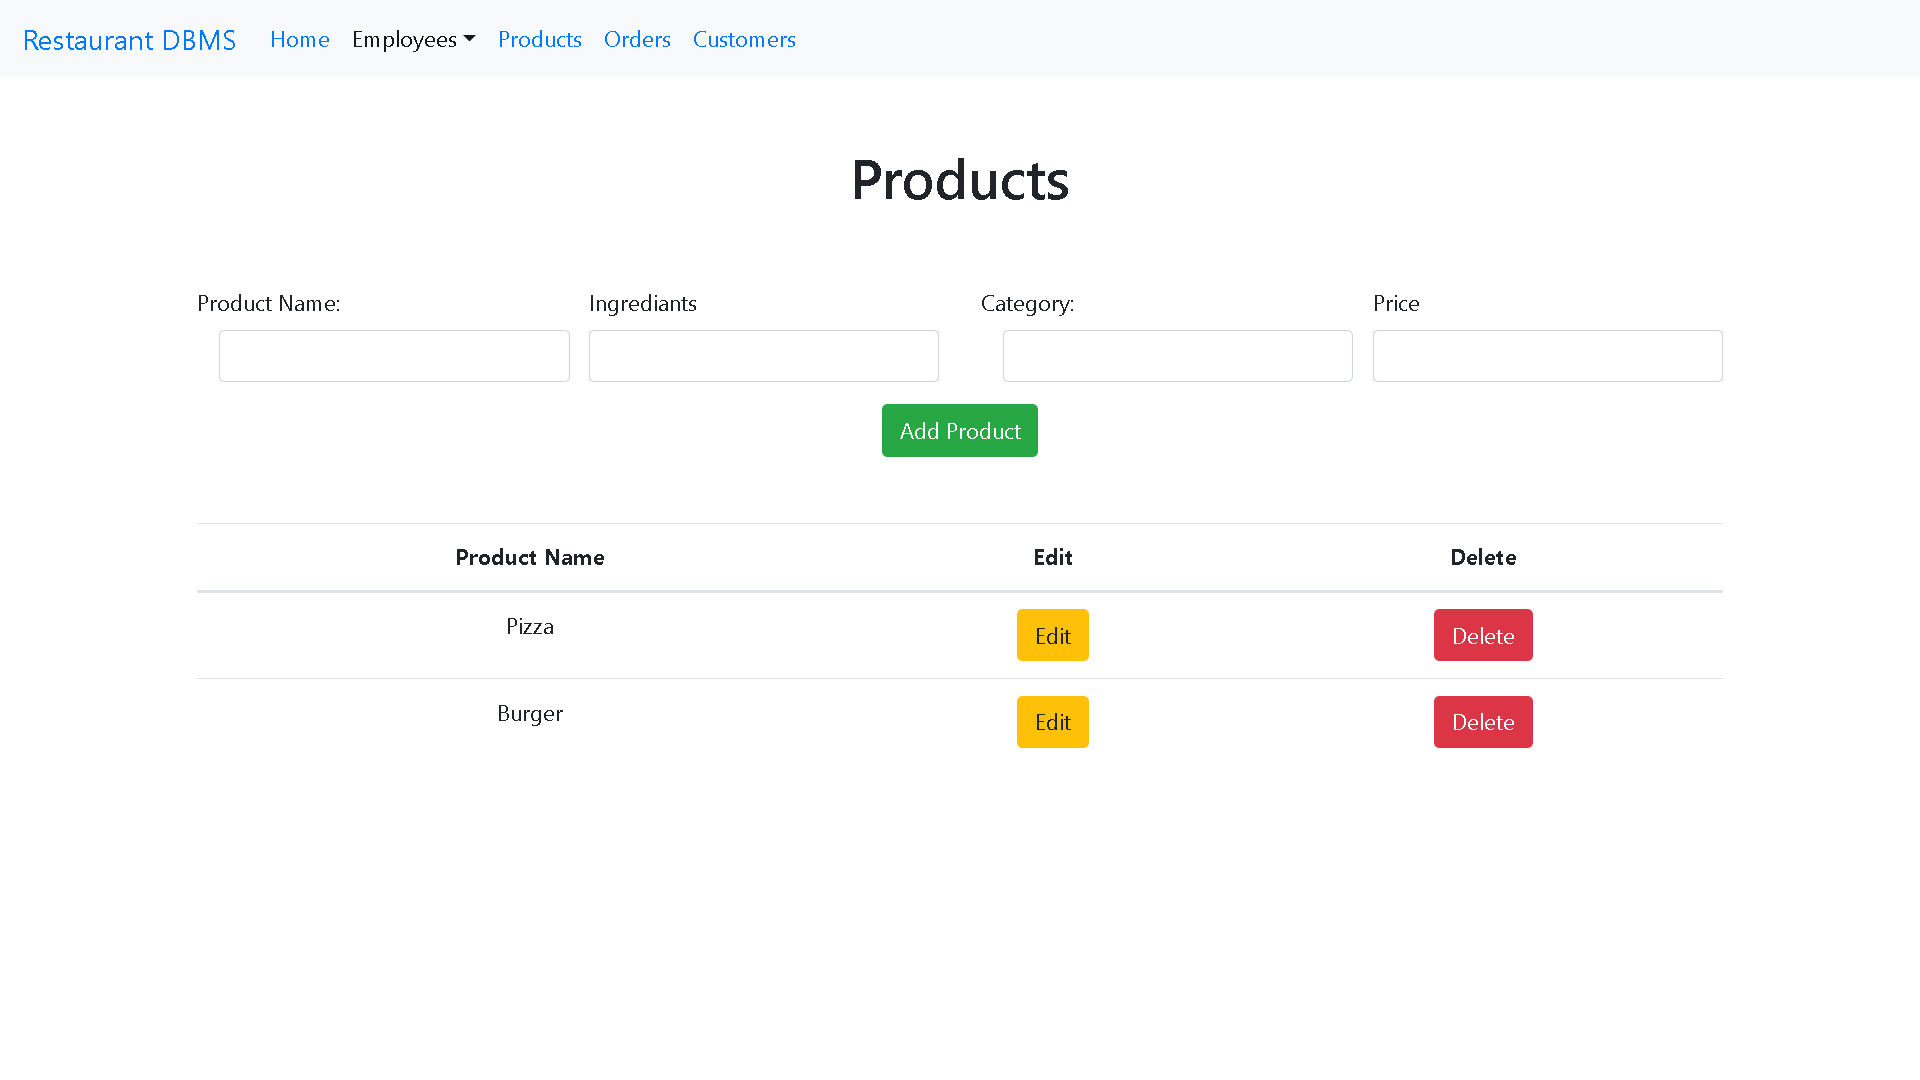 Restaurant DBMS Home Employees Products Orders Customers
Products
Product Name: Ingrediants Category: Price
Add Product
Product Name Edit Delete
Pizza Edit Delete
Burger Edit Delete